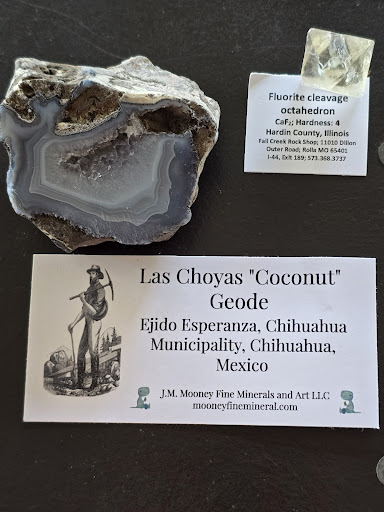 Fluorite cleavage
octahedron
CaF₂; Hardness: 4
Hardin County, Illinois
Fall Creek Rock Shop; 11010 Dillon
Outer Road; Rolla MO 65401
I-44, Exit 189; 573.368.3737
Las Choyas "Coconut"
Geode
Ejido Esperanza, Chihuahua
Municipality, Chihuahua,
Mexico
J.M. Mooney Fine Minerals and Art LLC
mooneyfinemineral.com